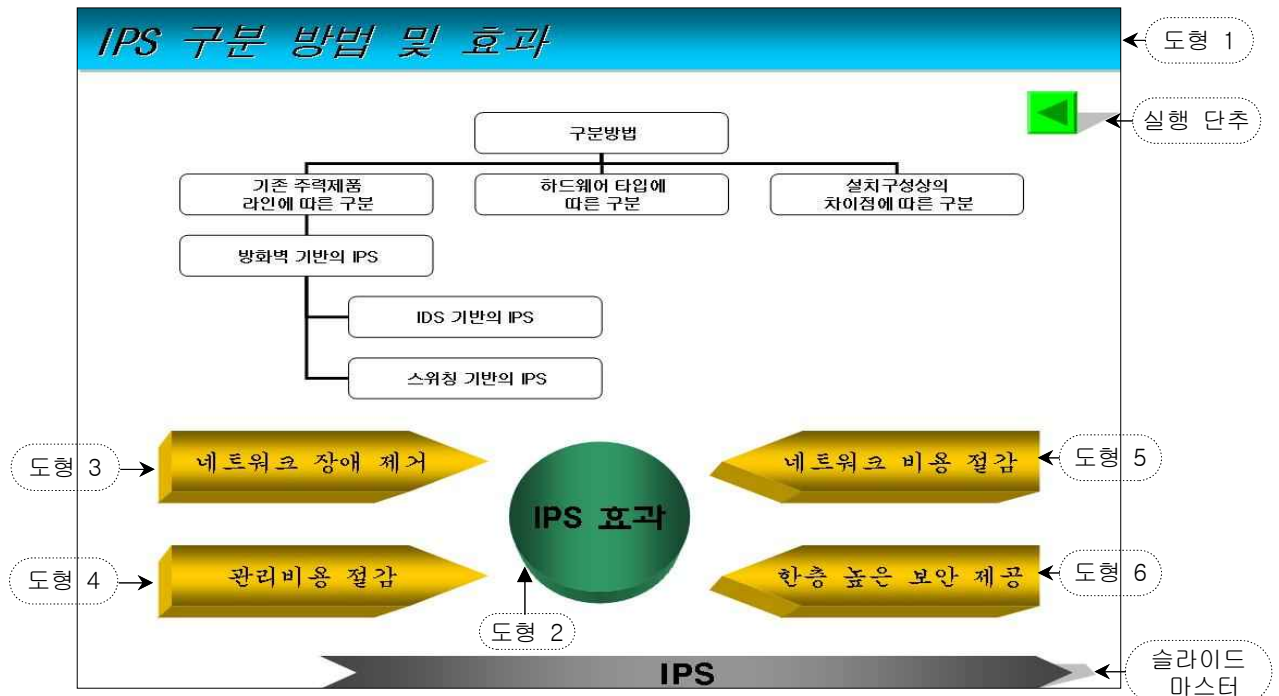 IPS 구분 방법 및 효과
도형 1
실행 단추
구분방법
기존 주력제품
라인에 따른 구분
하드웨어 타입에
따른 구분
설치구성상의
차이점에 따른 구분
방화벽 기반의 IPS
IDS 기반의 IPS
스위칭 기반의 IPS
도형 3
네트워크 장애 제거
IPS 효과
네트워크 비용 절감
도형 5
도형 4
관리비용 절감
한층 높은 보안 제공
도형 6
도형 2
IPS
슬라이드
마스터